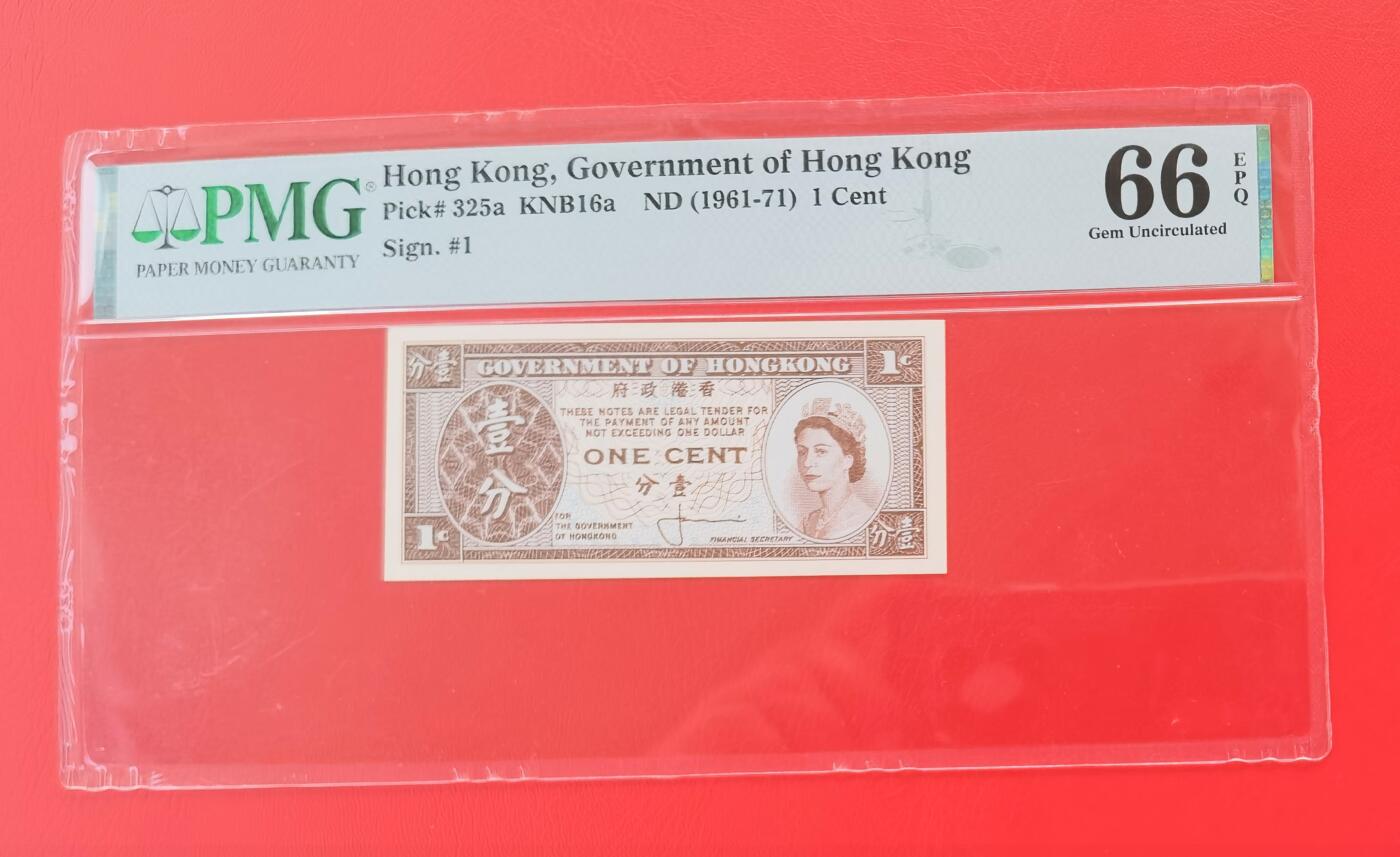 PMG®
PAPER MONEY GUARANTY
Hong Kong, Government of Hong Kong
Pick# 325a KNB16a ND (1961-71) 1 Cent
Sign. #1
66
EPQ
Gem Uncirculated
分壹
GOVERNMENT OF HONGKONG
1¢
府政港香
THESE NOTES ARE LEGAL TENDER FOR
THE PAYMENT OF ANY AMOUNT
NOT EXCEEDING ONE DOLLAR
壹
分
ONE CENT
分壹
FOR
THE GOVERNMENT
OF HONGKONG
FINANCIAL SECRETARY
1¢
分壹